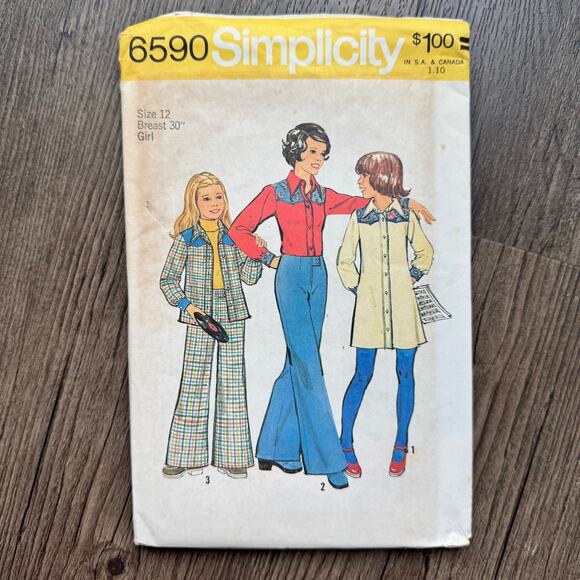 6590 Simplicity $1.00
IN S.A. & CANADA
1.10
Size 12
Breast 30"
Girl
1
2
3